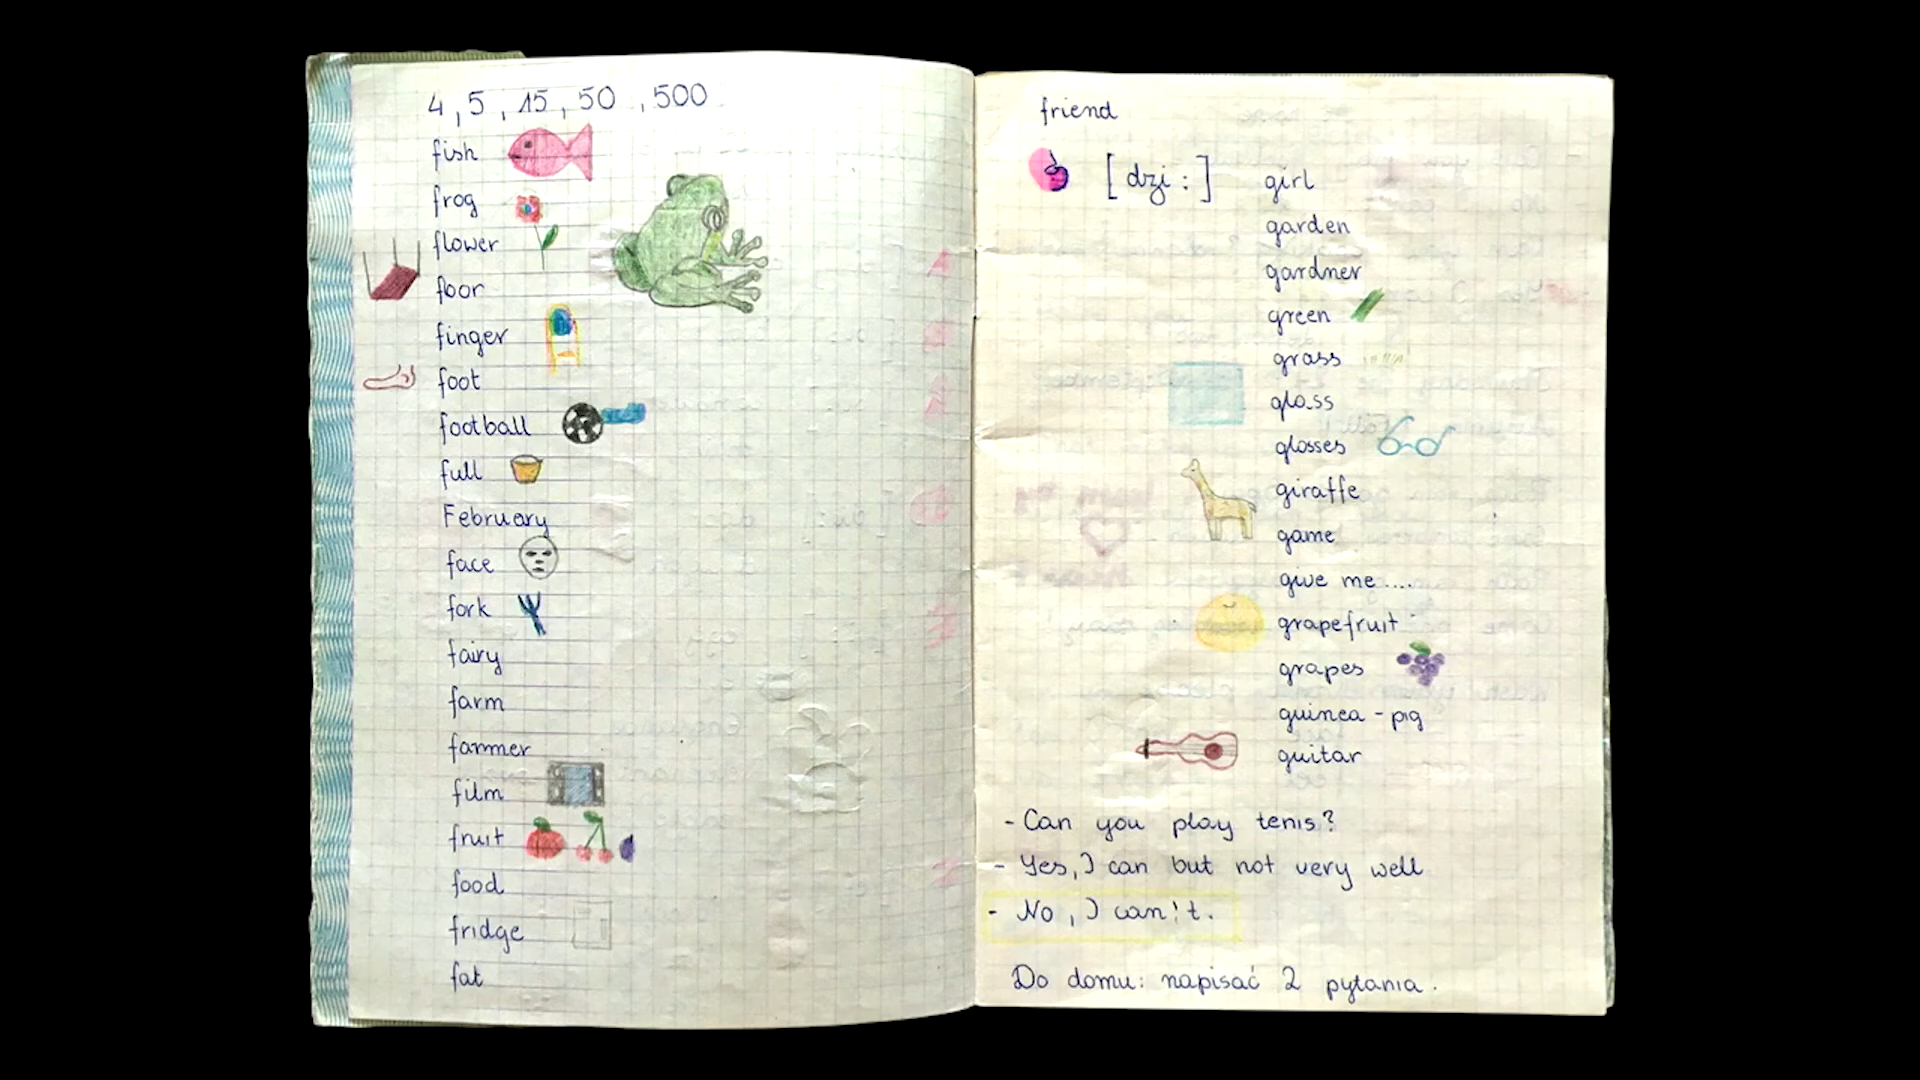 4, 5, 15, 50, 500
fish
frog
flower
floor
finger
foot
football
full
February
face
fork
fairy
farm
farmer
film
fruit
food
fridge
fat
friend
[dzi:] girl
garden
gardner
green
grass
glass
glasses
giraffe
game
give me....
grapefruit
grapes
guinea-pig
guitar
- Can you play tenis?
- Yes, I can but not very well
- No, I can't.
Do domu: napisać 2 pytania.